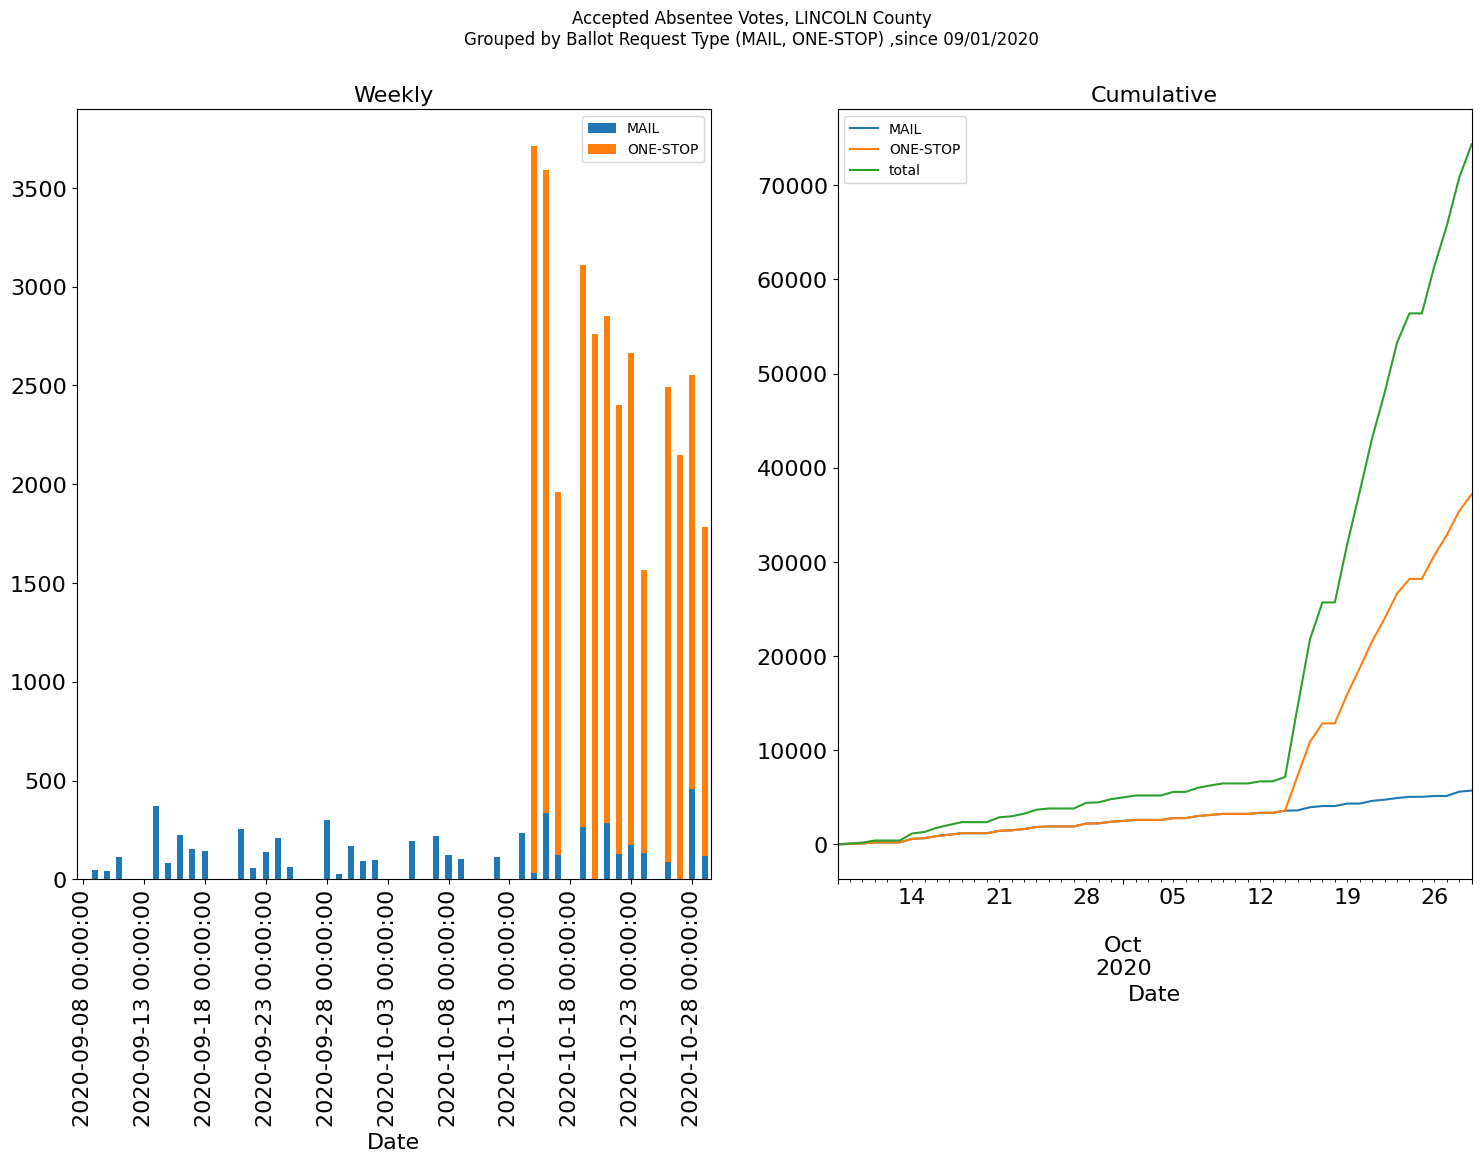 Accepted Absentee Votes, LINCOLN County
Grouped by Ballot Request Type (MAIL, ONE-STOP) ,since 09/01/2020
Weekly
MAIL
ONE-STOP
3500
3000
2500
2000
1500
1000
500
0
2020-09-08 00:00:00
2020-09-13 00:00:00
2020-09-18 00:00:00
2020-09-23 00:00:00
2020-09-28 00:00:00
2020-10-03 00:00:00
2020-10-08 00:00:00
2020-10-13 00:00:00
2020-10-18 00:00:00
2020-10-23 00:00:00
2020-10-28 00:00:00
Date
Cumulative
MAIL
ONE-STOP
total
70000
60000
50000
40000
30000
20000
10000
0
14 21 28 05 12 19 26
Oct
2020
Date